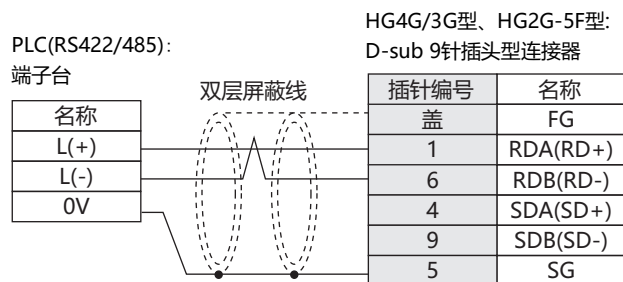 PLC(RS422/485):
端子台
名称
L(+)
L(-)
0V
双层屏蔽线
HG4G/3G型、HG2G-5F型:
D-sub 9针插头型连接器
插针编号 名称
盖 FG
1 RDA(RD+)
6 RDB(RD-)
4 SDA(SD+)
9 SDB(SD-)
5 SG